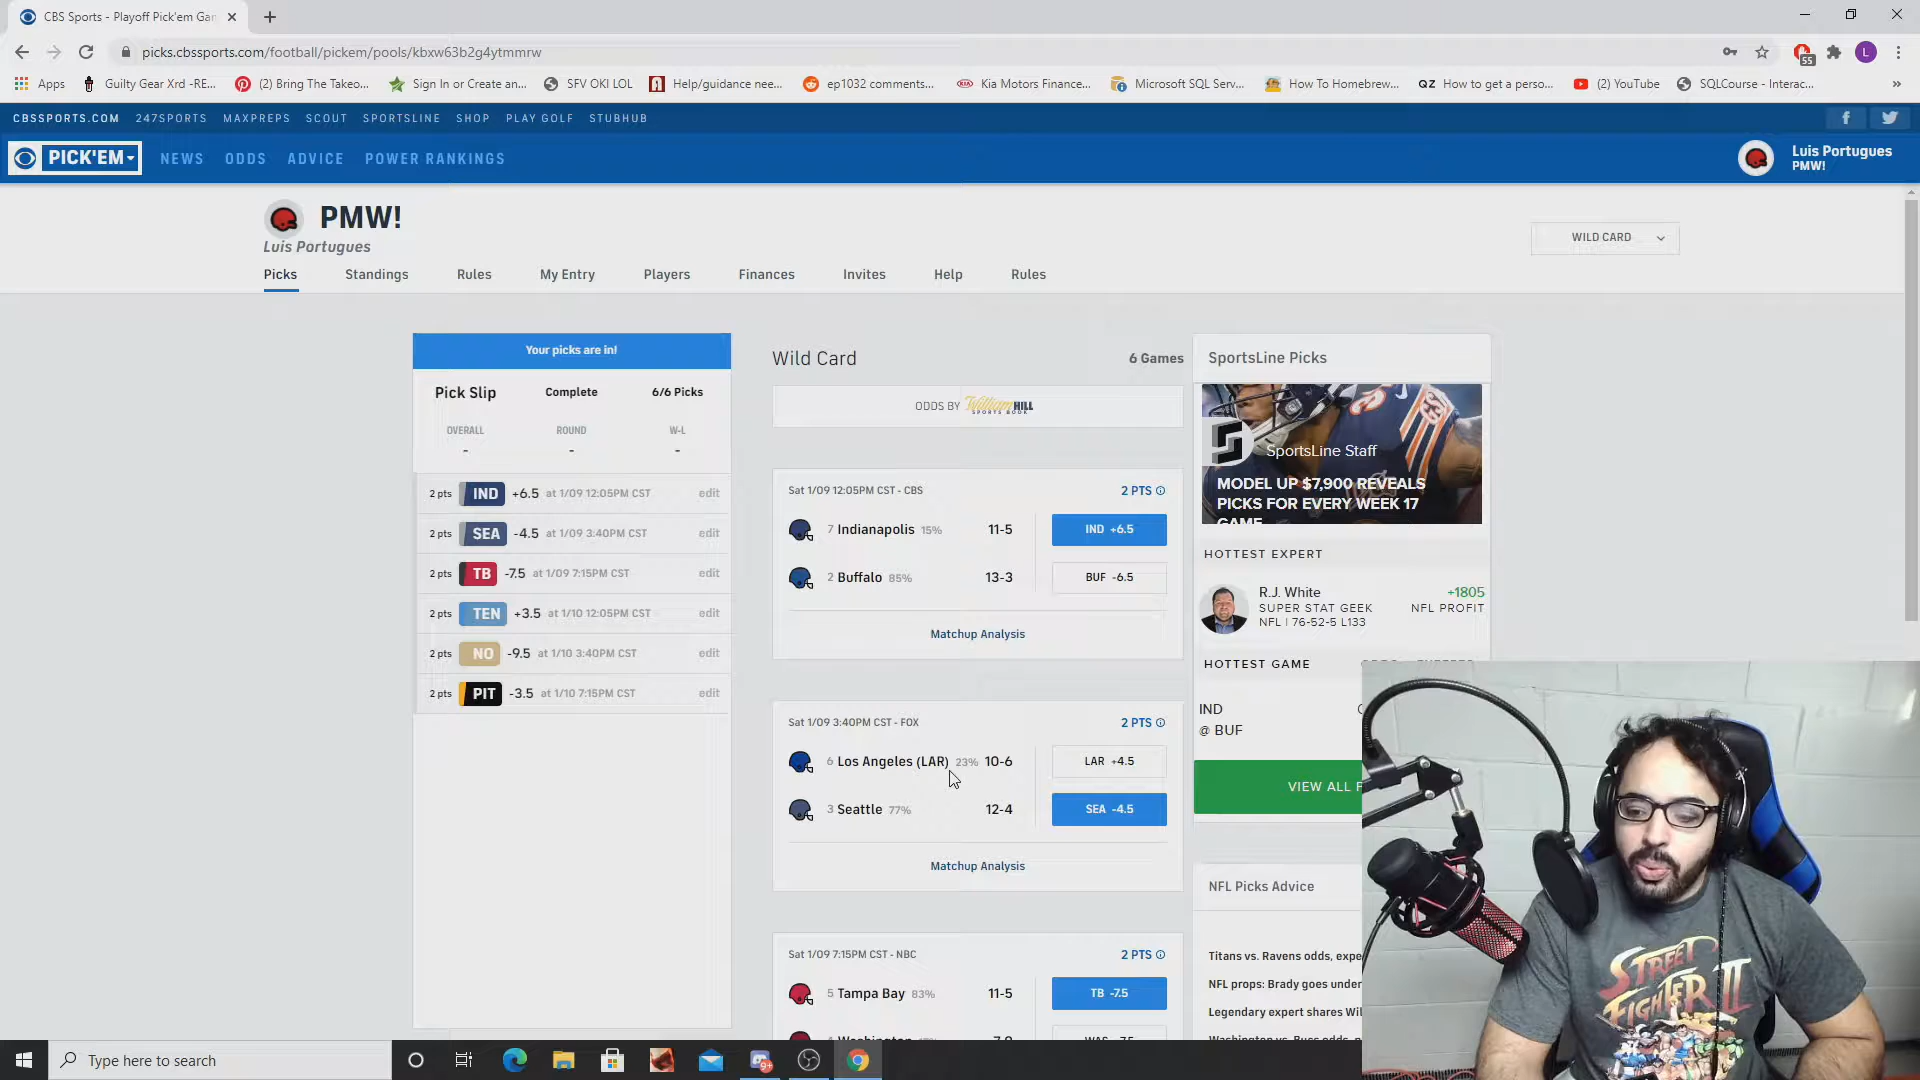 CBS Sports - Playoff Pick'em Gam
picks.cbssports.com/football/pickem/pools/kbxw63b2g4ytmmrw
55
L
Apps
Guilty Gear Xrd -RE...
(2) Bring The Takeo...
Sign In or Create an...
SFV OKI LOL
Help/guidance nee...
ep1032 comments...
Kia Motors Finance...
Microsoft SQL Serv...
How To Homebrew...
QZ How to get a perso...
(2) YouTube
SQLCourse - Interac...
»
CBSSPORTS.COM 247SPORTS MAXPREPS SCOUT SPORTSLINE SHOP PLAY GOLF STUBHUB
PICK'EM NEWS ODDS ADVICE POWER RANKINGS
Luis Portugues
PMW!
PMW!
Luis Portugues
WILD CARD
Picks Standings Rules My Entry Players Finances Invites Help Rules
Your picks are in!
Pick Slip Complete 6/6 Picks
OVERALL ROUND W-L
- - -
2 pts IND +6.5 at 1/09 12:05PM CST edit
2 pts SEA -4.5 at 1/09 3:40PM CST edit
2 pts TB -7.5 at 1/09 7:15PM CST edit
2 pts TEN +3.5 at 1/10 12:05PM CST edit
2 pts NO -9.5 at 1/10 3:40PM CST edit
2 pts PIT -3.5 at 1/10 7:15PM CST edit
Wild Card 6 Games
ODDS BY William HILL
SPORTS BOOK
Sat 1/09 12:05PM CST - CBS 2 PTS
7 Indianapolis 15% 11-5 IND +6.5
2 Buffalo 85% 13-3 BUF -6.5
Matchup Analysis
Sat 1/09 3:40PM CST - FOX 2 PTS
6 Los Angeles (LAR) 23% 10-6 LAR +4.5
3 Seattle 77% 12-4 SEA -4.5
Matchup Analysis
Sat 1/09 7:15PM CST - NBC 2 PTS
5 Tampa Bay 83% 11-5 TB -7.5
SportsLine Picks
SportsLine Staff
MODEL UP $7,900 REVEALS
PICKS FOR EVERY WEEK 17
GAME
HOTTEST EXPERT
R.J. White +1805
SUPER STAT GEEK NFL PROFIT
NFL | 76-52-5 L133
HOTTEST GAME
IND
@ BUF
VIEW ALL
NFL Picks Advice
Titans vs. Ravens odds, expe
NFL props: Brady goes under
Legendary expert shares Wil
STREET
FIGHTER II
Type here to search
9+